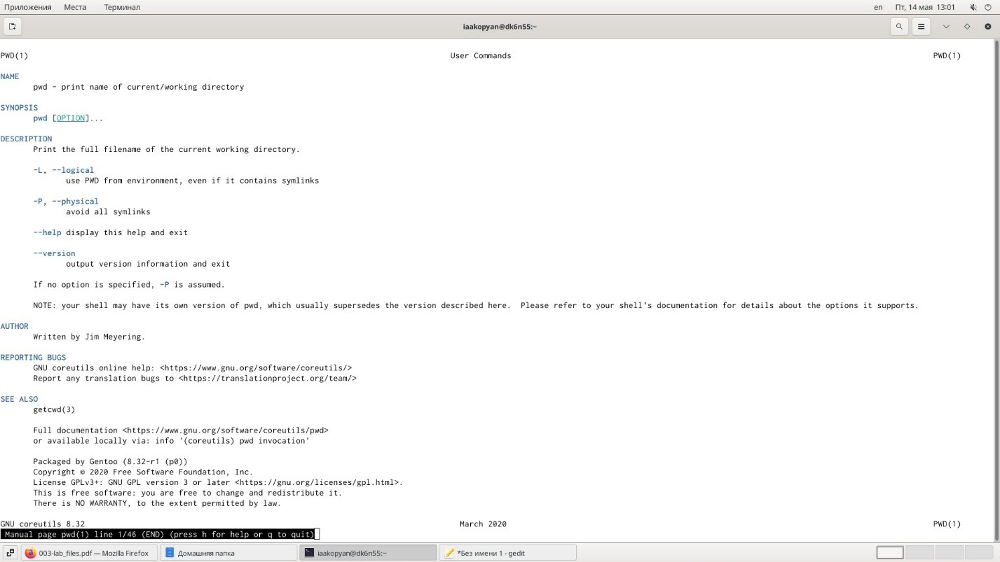 Приложения Места Терминал en Пт, 14 мая 13:01
iaakopyan@dk6n55:~
PWD(1) User Commands PWD(1)
NAME
pwd - print name of current/working directory
SYNOPSIS
pwd [OPTION]...
DESCRIPTION
Print the full filename of the current working directory.
-L, --logical
use PWD from environment, even if it contains symlinks
-P, --physical
avoid all symlinks
--help display this help and exit
--version
output version information and exit
If no option is specified, -P is assumed.
NOTE: your shell may have its own version of pwd, which usually supersedes the version described here.  Please refer to your shell's documentation for details about the options it supports.
AUTHOR
Written by Jim Meyering.
REPORTING BUGS
GNU coreutils online help: <https://www.gnu.org/software/coreutils/>
Report any translation bugs to <https://translationproject.org/team/>
SEE ALSO
getcwd(3)
Full documentation <https://www.gnu.org/software/coreutils/pwd>
or available locally via: info '(coreutils) pwd invocation'
Packaged by Gentoo (8.32-r1 (p0))
Copyright © 2020 Free Software Foundation, Inc.
License GPLv3+: GNU GPL version 3 or later <https://gnu.org/licenses/gpl.html>.
This is free software: you are free to change and redistribute it.
There is NO WARRANTY, to the extent permitted by law.
GNU coreutils 8.32 March 2020 PWD(1)
Manual page pwd(1) line 1/46 (END) (press h for help or q to quit)
003-lab_files.pdf — Mozilla Firefox Домашняя папка iaakopyan@dk6n55:~ *Без имени 1 - gedit